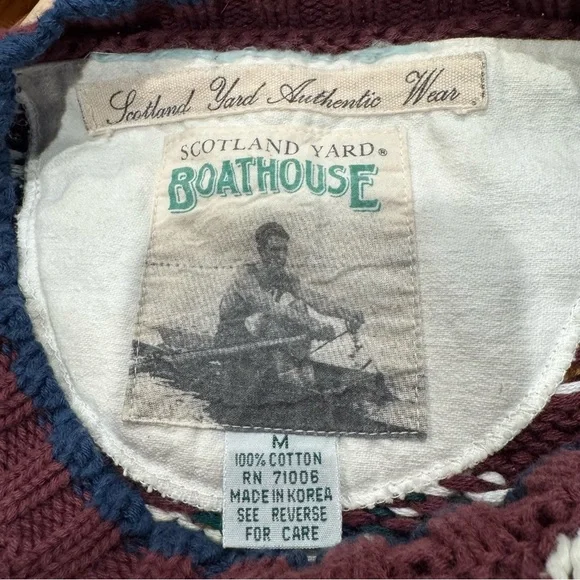 Scotland Yard Authentic Wear
SCOTLAND YARD®
BOATHOUSE
M
100% COTTON
RN 71006
MADE IN KOREA
SEE REVERSE
FOR CARE